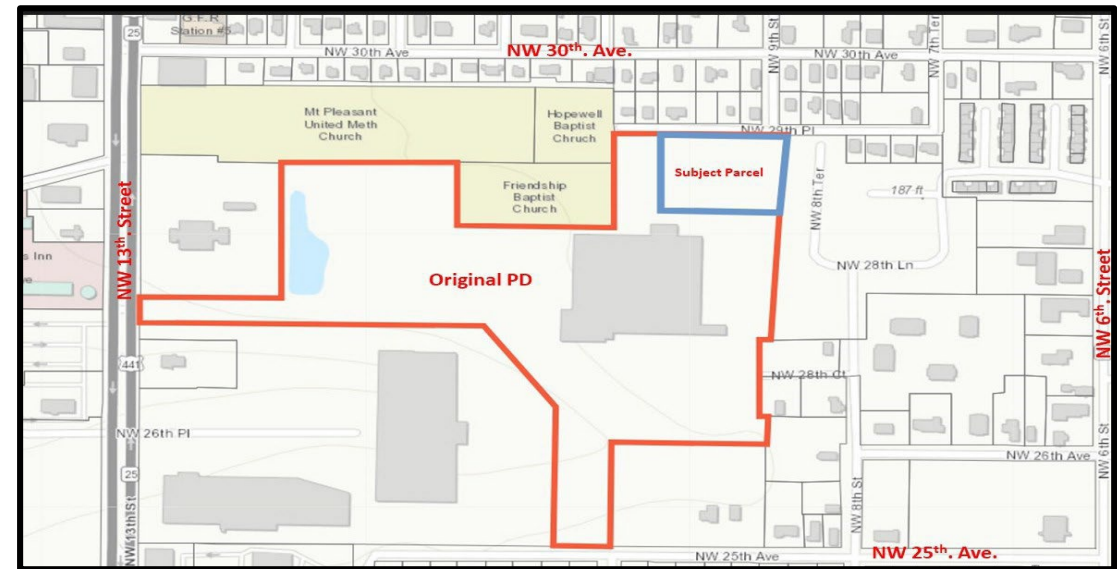 G.F.R
Station #5
25
NW 30th Ave
NW 30th. Ave.
NW 9th St
NW 30th Ave
NW 7th Ter
NW 6th St
Mt Pleasant
United Meth
Church
Hopewell
Baptist
Chruch
NW 29th Pl
Subject Parcel
Friendship
Baptist
Church
187 ft
NW 8th Ter
NW 13th. Street
s Inn
Original PD
NW 28th Ln
NW 6th. Street
441
NW 28th Ct
NW 26th Pl
NW 26th Ave
NW 6th St
25
NW 13th St
NW 8th St
NW 25th Ave
NW 25th. Ave.